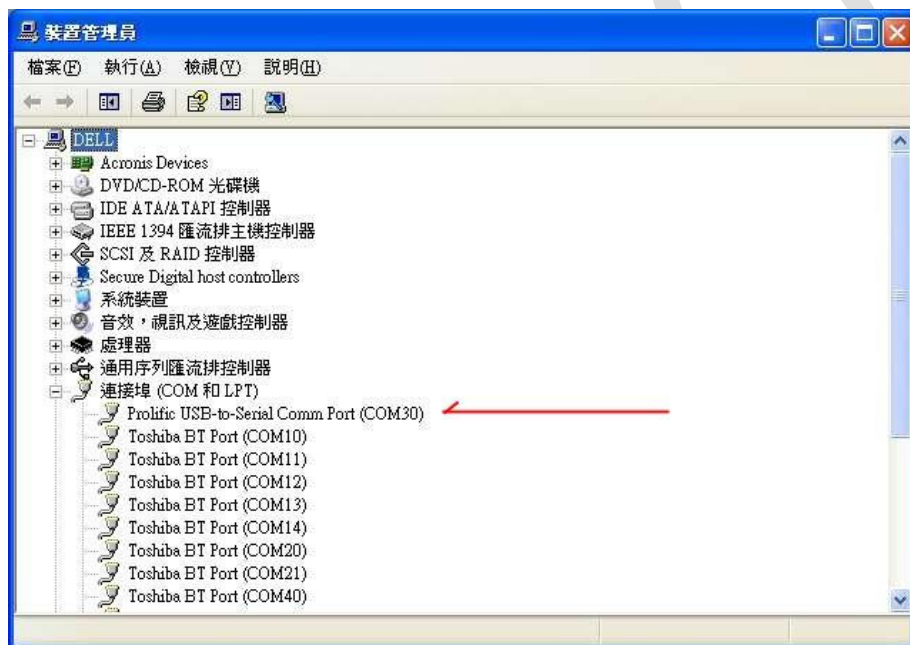 裝置管理員
檔案(F) 執行(A) 檢視(V) 說明(H)
DELL
Acronis Devices
DVD/CD-ROM 光碟機
IDE ATA/ATAPI 控制器
IEEE 1394 匯流排主機控制器
SCSI 及 RAID 控制器
Secure Digital host controllers
系統裝置
音效，視訊及遊戲控制器
處理器
通用序列匯流排控制器
連接埠 (COM 和 LPT)
Prolific USB-to-Serial Comm Port (COM30)
Toshiba BT Port (COM10)
Toshiba BT Port (COM11)
Toshiba BT Port (COM12)
Toshiba BT Port (COM13)
Toshiba BT Port (COM14)
Toshiba BT Port (COM20)
Toshiba BT Port (COM21)
Toshiba BT Port (COM40)